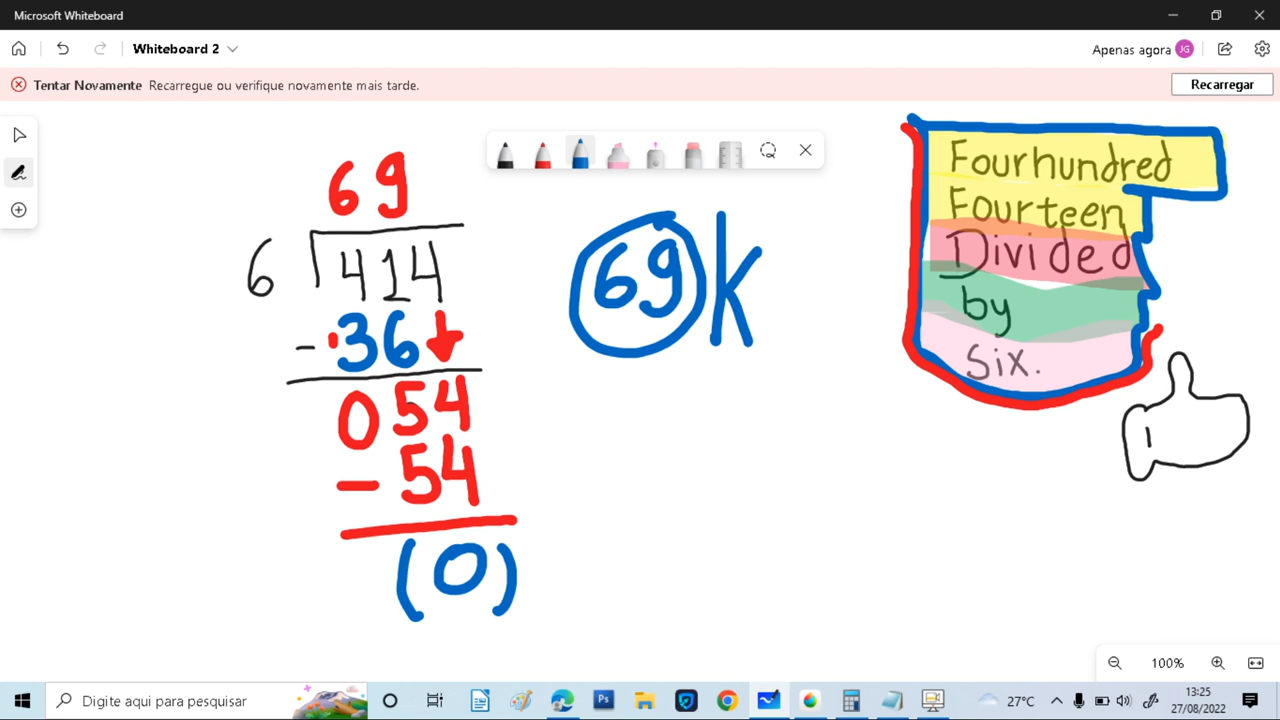 Microsoft Whiteboard
Whiteboard 2
Apenas agora JG
Tentar Novamente Recarregue ou verifique novamente mais tarde.
Recarregar
69
6 414
- 36
054
- 54
(0)
69 k
Fourhundred
Fourteen
Divided
by
Six.
100%
Digite aqui para pesquisar
Ps
27°C
13:25
27/08/2022